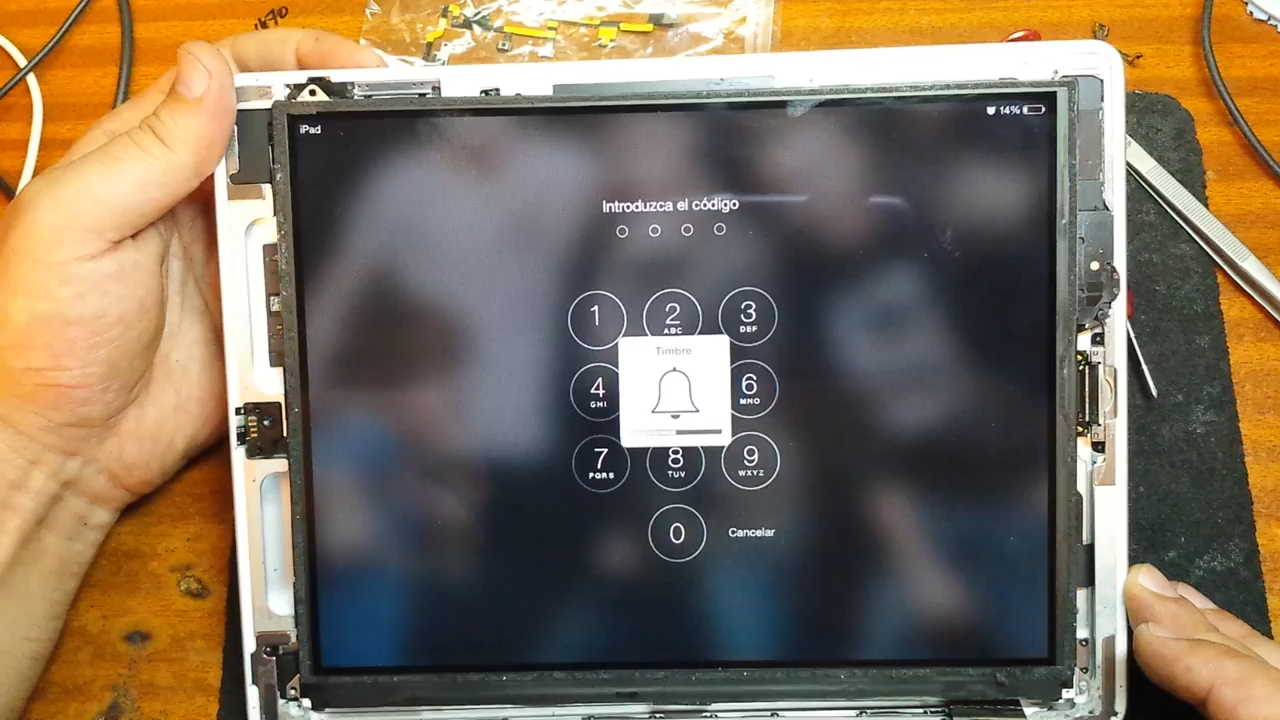 iPad
14%
Introduzca el código
1
2
ABC
3
DEF
Timbre
4
GHI
6
MNO
7
PQRS
8
TUV
9
WXYZ
0
Cancelar